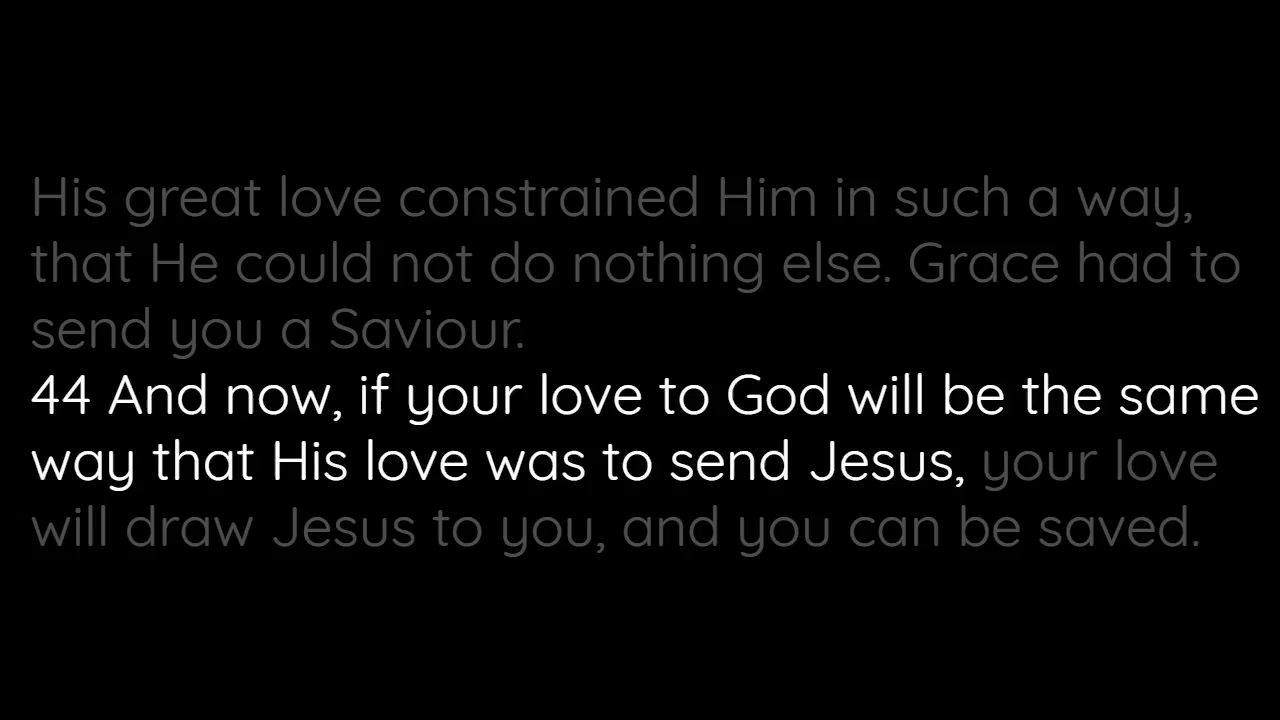 His great love constrained Him in such a way,
that He could not do nothing else. Grace had to
send you a Saviour.
44 And now, if your love to God will be the same
way that His love was to send Jesus, your love
will draw Jesus to you, and you can be saved.